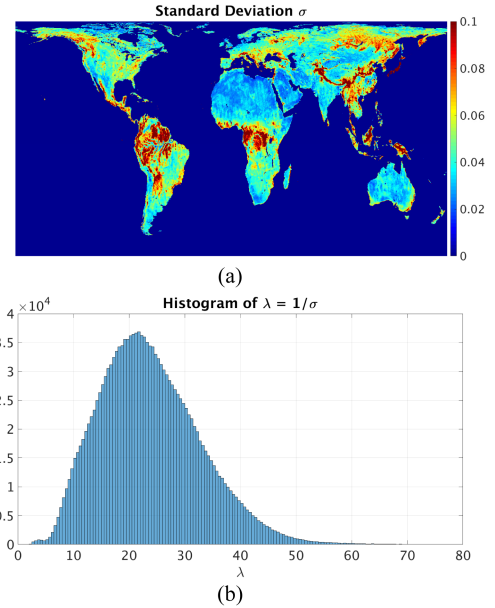 Standard Deviation σ
0.1
0.08
0.06
0.04
0.02
0
(a)
×10⁴
Histogram of λ = 1/σ
4
3.5
3
2.5
2
1.5
1
0.5
0
0 10 20 30 40 50 60 70 80
λ
(b)